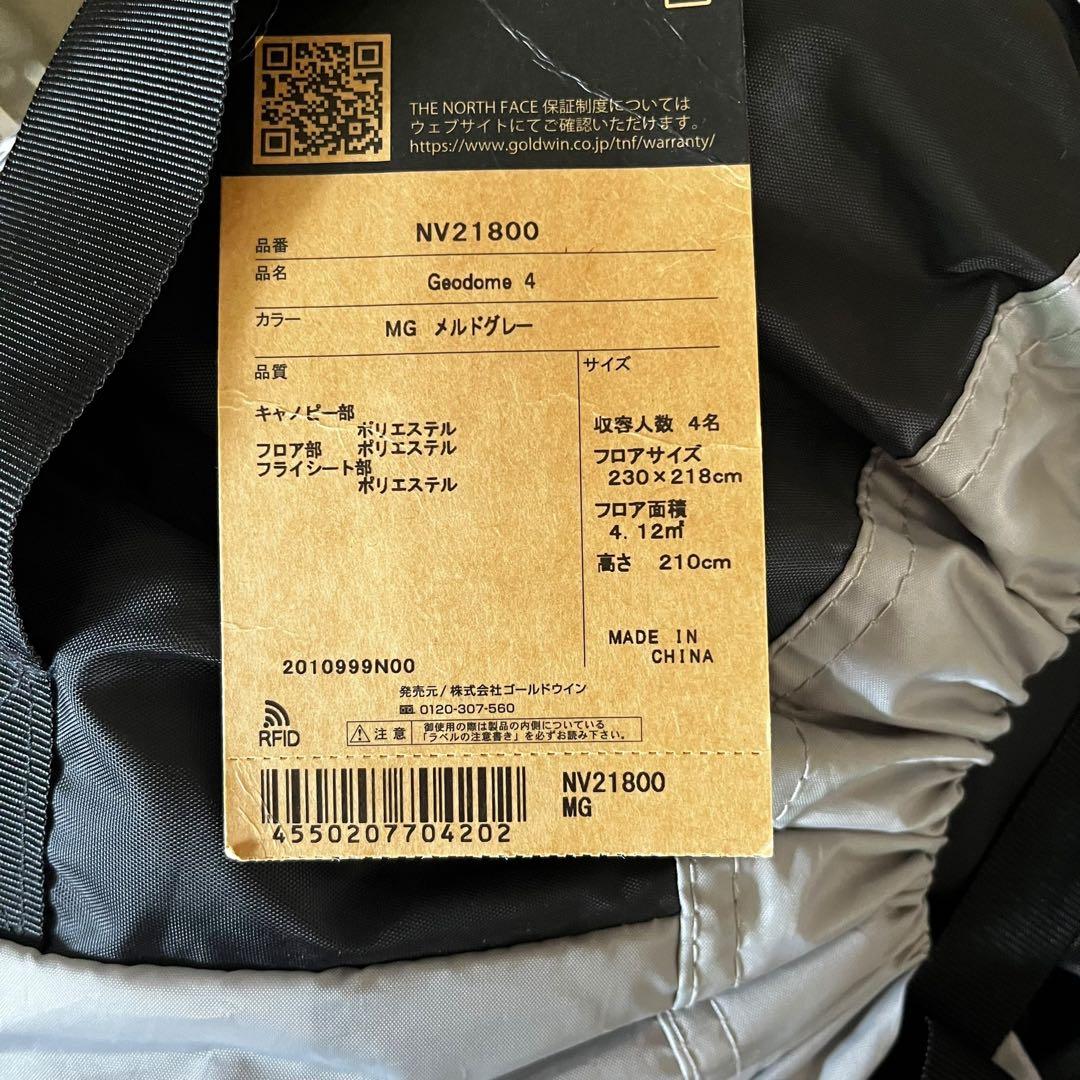 THE NORTH FACE 保証制度については
ウェブサイトにてご確認いただけます。
https://www.goldwin.co.jp/tnf/warranty/
品番 NV21800
品名 Geodome 4
カラー MG メルドグレー
品質
キャノピー部
ポリエステル
フロア部 ポリエステル
フライシート部
ポリエステル
サイズ
収容人数 4名
フロアサイズ
230×218cm
フロア面積
4.12㎡
高さ 210cm
MADE IN
CHINA
2010999N00
発売元/株式会社ゴールドウイン
0120-307-560
RFID
注意
御使用の際は製品の内側についている
「ラベルの注意書き」を必ずお読み下さい。
4550207704202
NV21800
MG